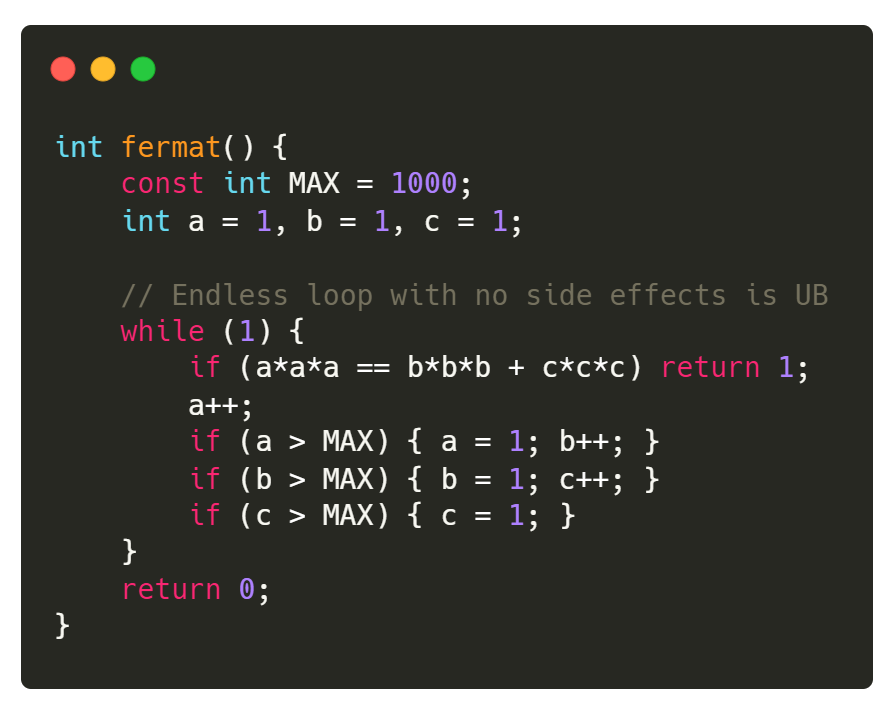 int fermat() {
    const int MAX = 1000;
    int a = 1, b = 1, c = 1;

    // Endless loop with no side effects is UB
    while (1) {
        if (a*a*a == b*b*b + c*c*c) return 1;
        a++;
        if (a > MAX) { a = 1; b++; }
        if (b > MAX) { b = 1; c++; }
        if (c > MAX) { c = 1; }
    }
    return 0;
}